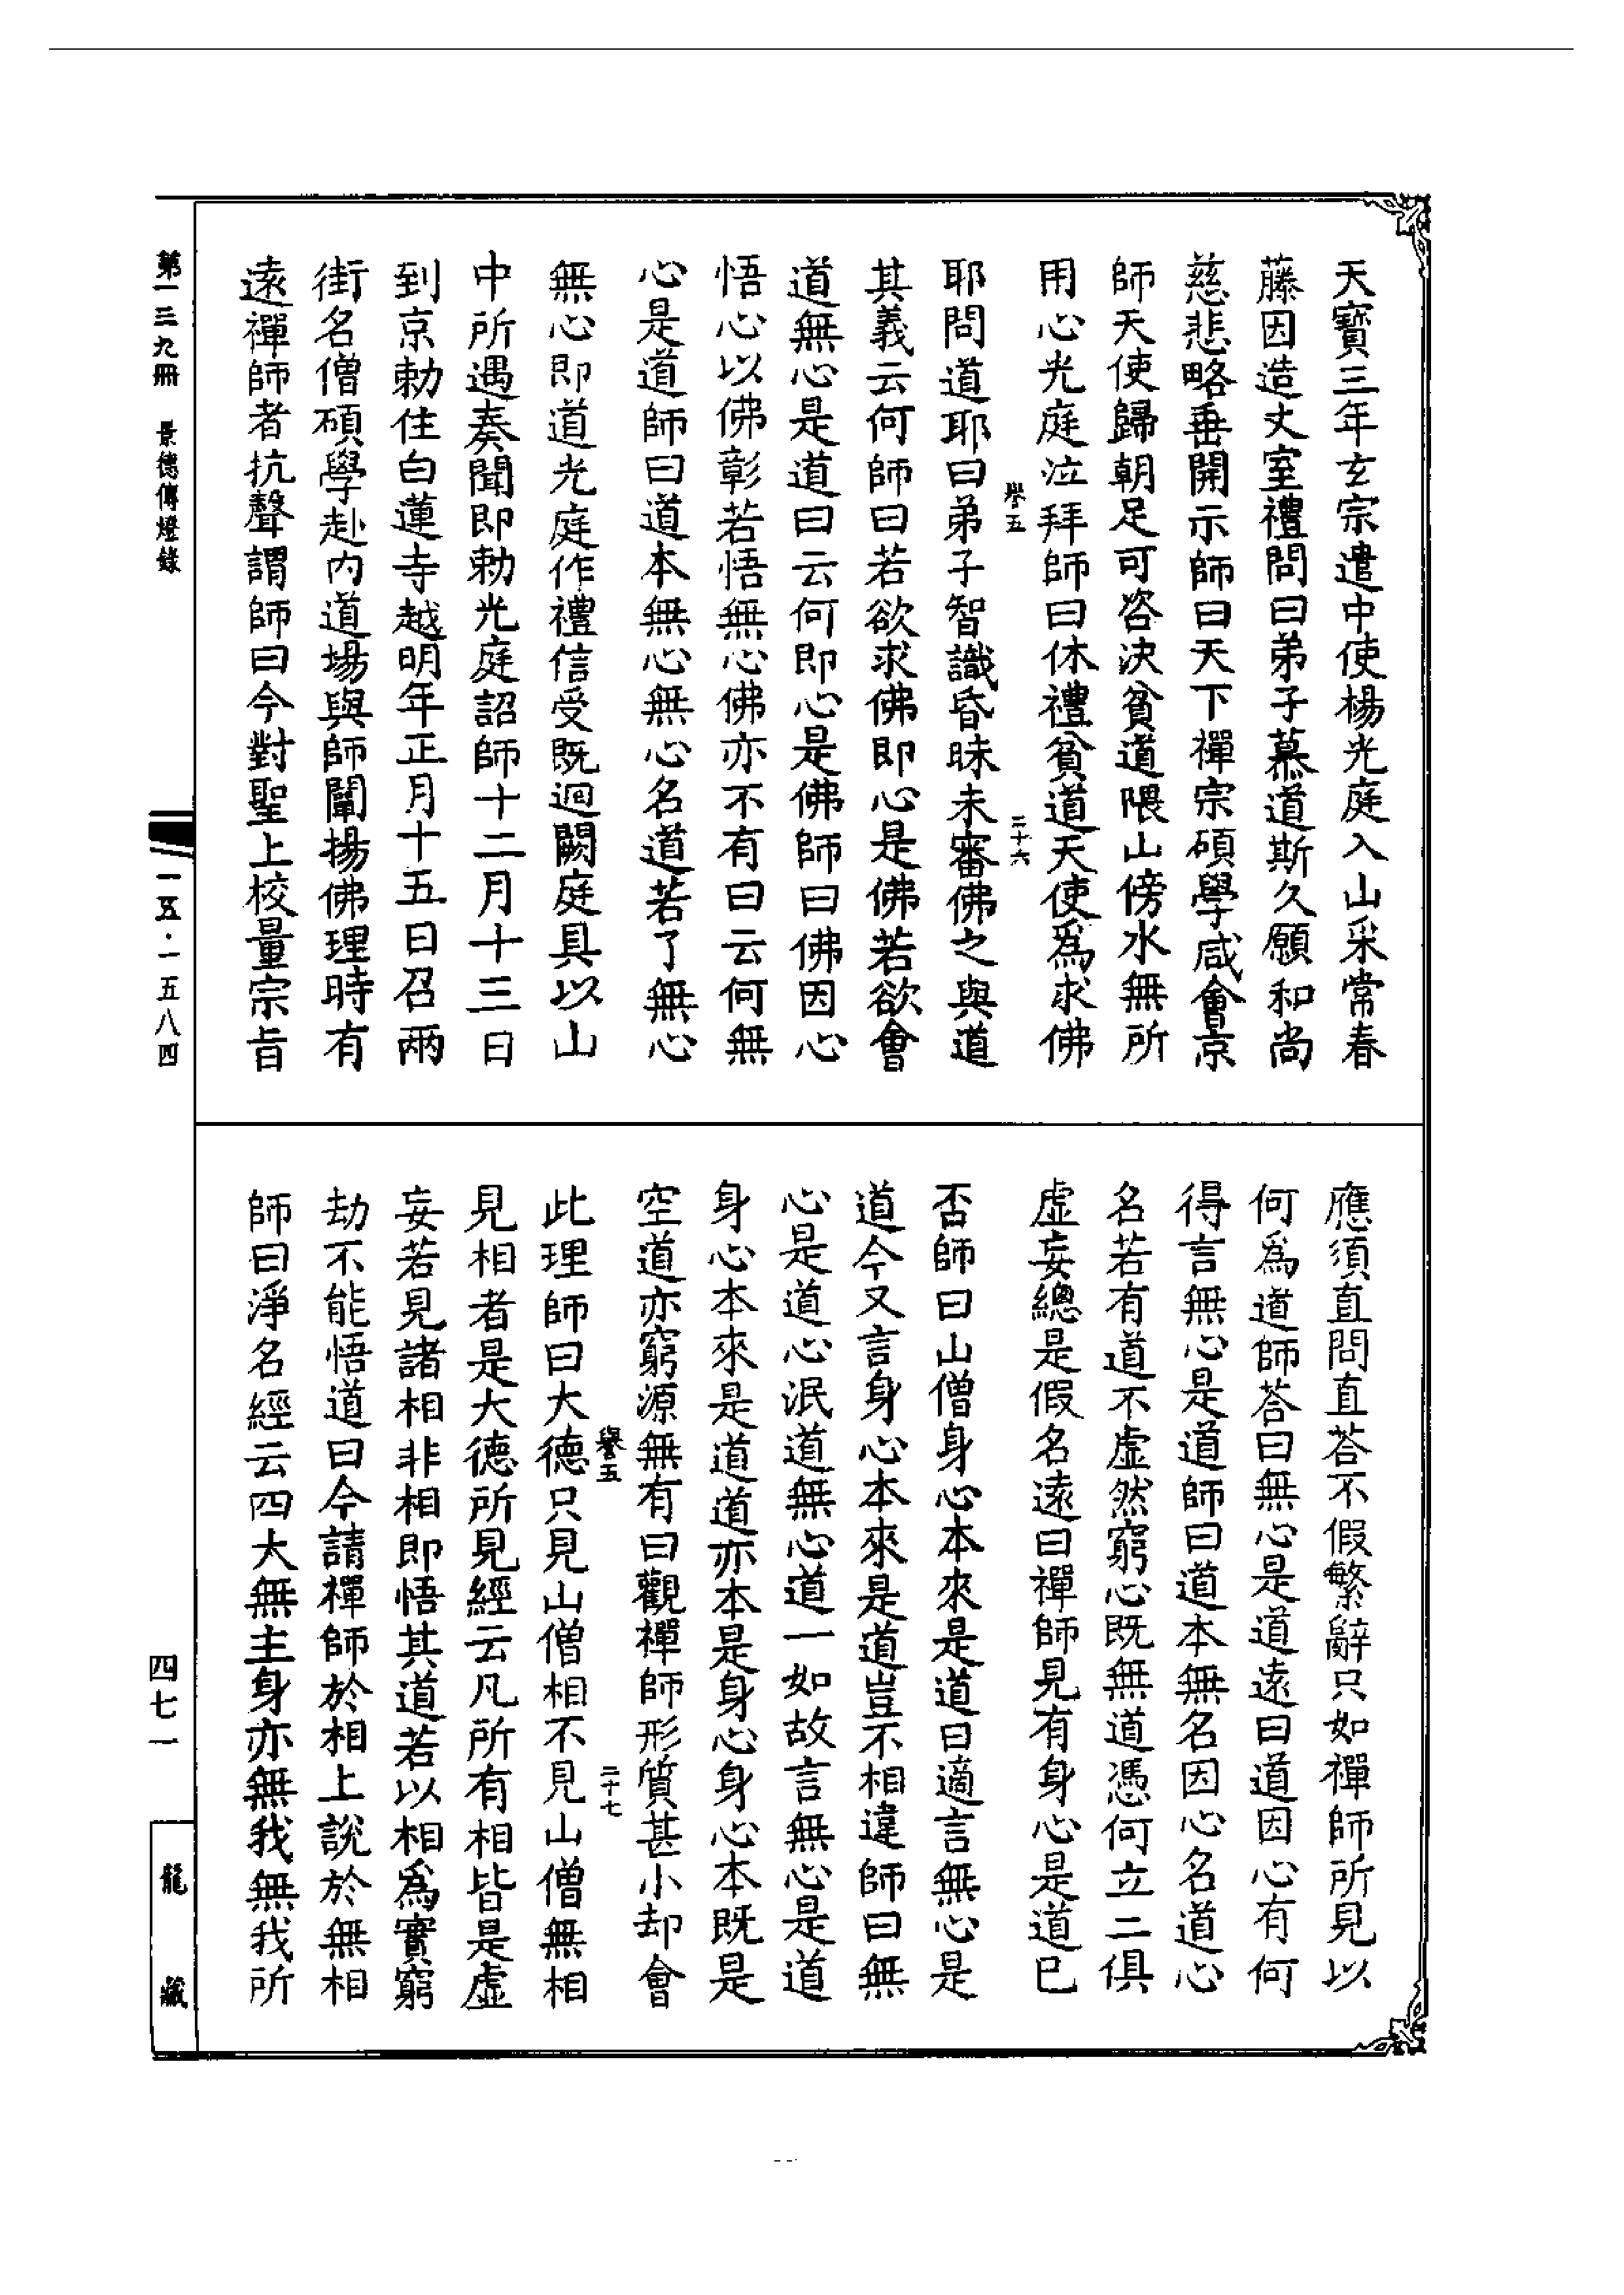 天寶三年玄宗遣中使楊光庭入山采常春
藤因造丈室禮問曰弟子慕道斯久願和尚
慈悲略垂開示師曰天下禪宗碩學咸會京
師天使歸朝足可咨決貧道隈山傍水無所
用心光庭泣拜師曰休禮貧道天使爲求佛
譽五
二十六
耶問道耶曰弟子智識昏昧未審佛之與道
其義云何師曰若欲求佛即心是佛若欲會
道無心是道曰云何即心是佛師曰佛因心
悟心以佛彰若悟無心佛亦不有曰云何無
心是道師曰道本無心無心名道若了無心
無心即道光庭作禮信受既迴闕庭具以山
中所遇奏聞即勅光庭詔師十二月十三日
到京勅住白蓮寺越明年正月十五日召兩
街名僧碩學赴內道場與師闡揚佛理時有
遠禪師者抗聲謂師曰今對聖上校量宗旨
應須直問直荅不假繁辭只如禪師所見以
何爲道師荅曰無心是道遠曰道因心有何
得言無心是道師曰道本無名因心名道心
名若有道不虛然窮心既無道憑何立二俱
虛妄總是假名遠曰禪師見有身心是道已
否師曰山僧身心本來是道曰適言無心是
道今又言身心本來是道豈不相違師曰無
心是道心泯道無心道一如故言無心是道
身心本來是道道亦本是身心身心本既是
空道亦窮源無有曰觀禪師形質甚小却會
譽五
二十七
此理師曰大德只見山僧相不見山僧無相
見相者是大德所見經云凡所有相皆是虛
妄若見諸相非相即悟其道若以相爲實窮
劫不能悟道曰今請禪師於相上說於無相
師曰淨名經云四大無主身亦無我無我所
第一三九冊　景德傳燈錄
一五·一五八四
四七一
龍藏